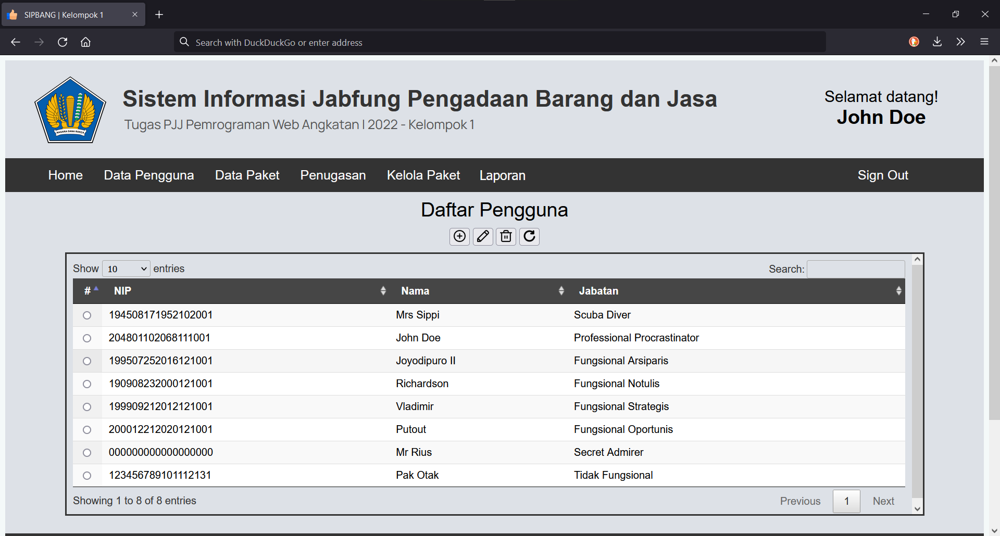 SIPBANG | Kelompok 1
Search with DuckDuckGo or enter address
NAGARA DANA RAKCA
Sistem Informasi Jabfung Pengadaan Barang dan Jasa
Tugas PJJ Pemrograman Web Angkatan I 2022 - Kelompok 1
Selamat datang!
John Doe
Home Data Pengguna Data Paket Penugasan Kelola Paket Laporan Sign Out
Daftar Pengguna
Show 10 entries Search:
# NIP Nama Jabatan
194508171952102001 Mrs Sippi Scuba Diver
204801102068111001 John Doe Professional Procrastinator
199507252016121001 Joyodipuro II Fungsional Arsiparis
190908232000121001 Richardson Fungsional Notulis
199909212012121001 Vladimir Fungsional Strategis
200012212020121001 Putout Fungsional Oportunis
000000000000000000 Mr Rius Secret Admirer
123456789101112131 Pak Otak Tidak Fungsional
Showing 1 to 8 of 8 entries Previous 1 Next